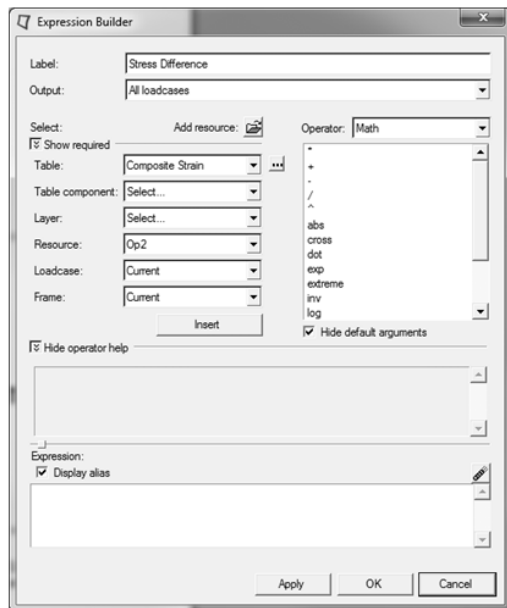 Expression Builder
Label: Stress Difference
Output: All loadcases
Select: Add resource: Operator: Math
Show required
Table: Composite Strain ...
Table component: Select...
Layer: Select...
Resource: Op2
Loadcase: Current
Frame: Current
Insert
*
+
-
/
^
abs
cross
dot
exp
extreme
inv
log
Hide default arguments
Hide operator help
Expression:
Display alias
Apply OK Cancel